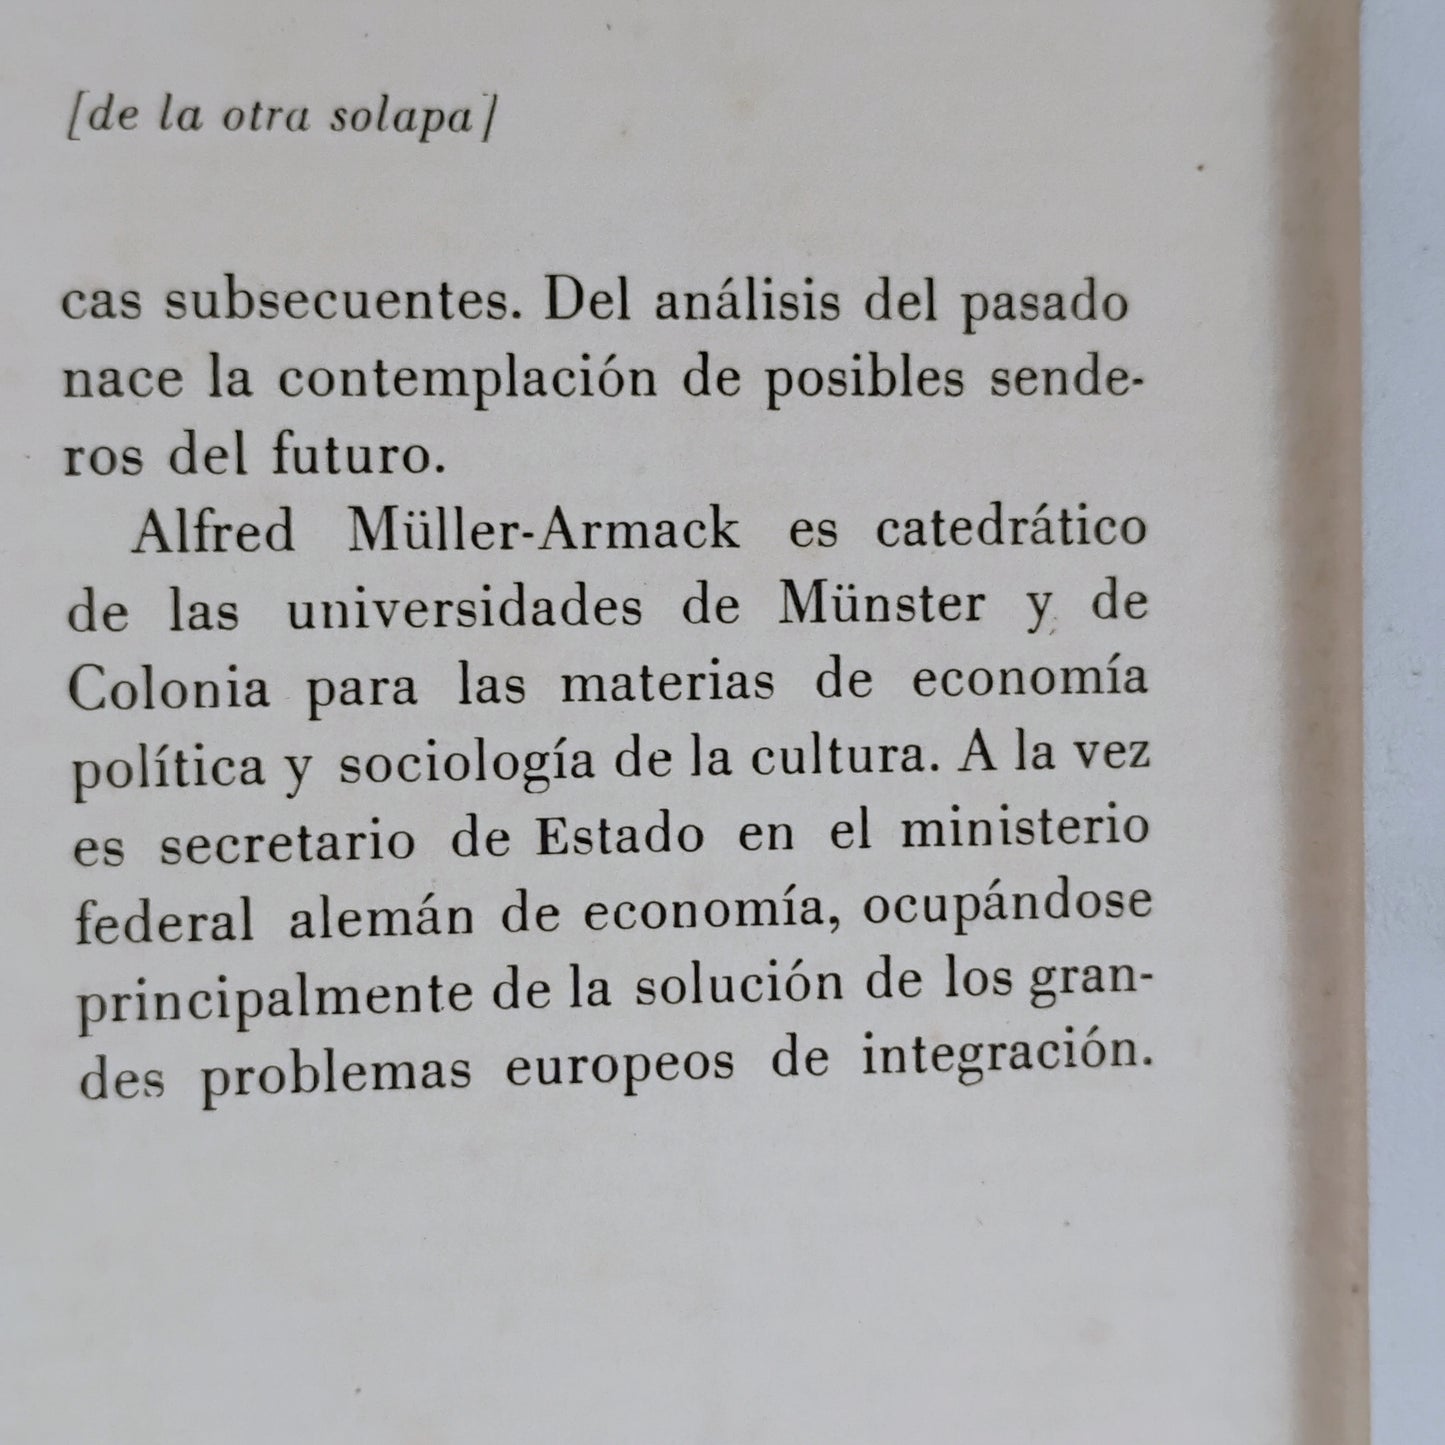 [de la otra solapa]
cas subsecuentes. Del análisis del pasado
nace la contemplación de posibles sende-
ros del futuro.
Alfred Müller-Armack es catedrático
de las universidades de Münster y de
Colonia para las materias de economía
política y sociología de la cultura. A la vez
es secretario de Estado en el ministerio
federal alemán de economía, ocupándose
principalmente de la solución de los gran-
des problemas europeos de integración.